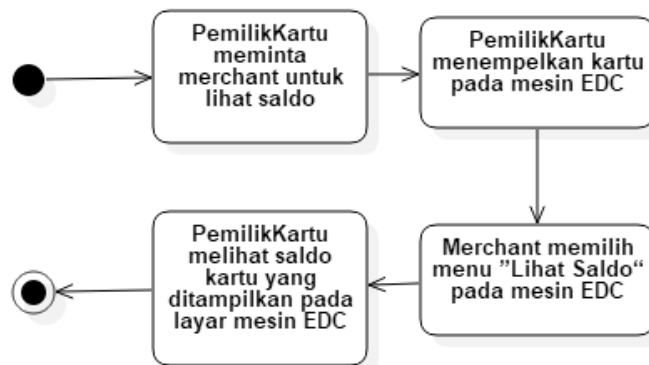 PemilikKartu
meminta
merchant untuk
lihat saldo
PemilikKartu
menempelkan kartu
pada mesin EDC
Merchant memilih
menu ”Lihat Saldo“
pada mesin EDC
PemilikKartu
melihat saldo
kartu yang
ditampilkan pada
layar mesin EDC